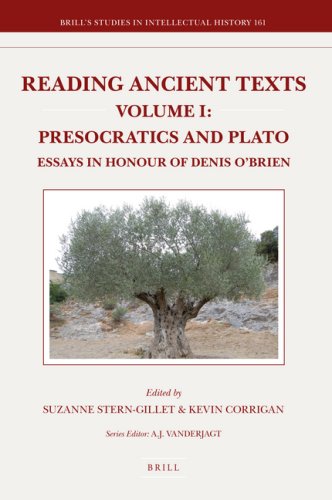 BRILL'S STUDIES IN INTELLECTUAL HISTORY 161
READING ANCIENT TEXTS
VOLUME I:
PRESOCRATICS AND PLATO
ESSAYS IN HONOUR OF DENIS O'BRIEN
Edited by
SUZANNE STERN-GILLET & KEVIN CORRIGAN
Series Editor: A.J. VANDERJAGT
BRILL